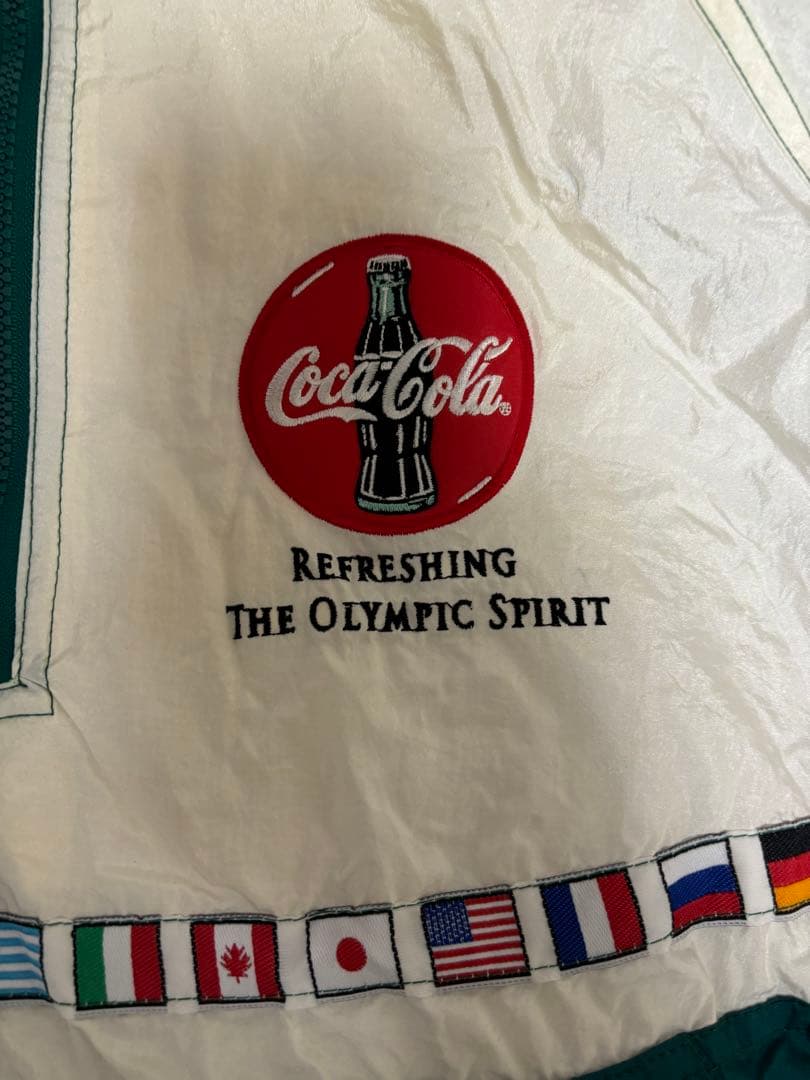 Coca-Cola
REFRESHING
THE OLYMPIC SPIRIT